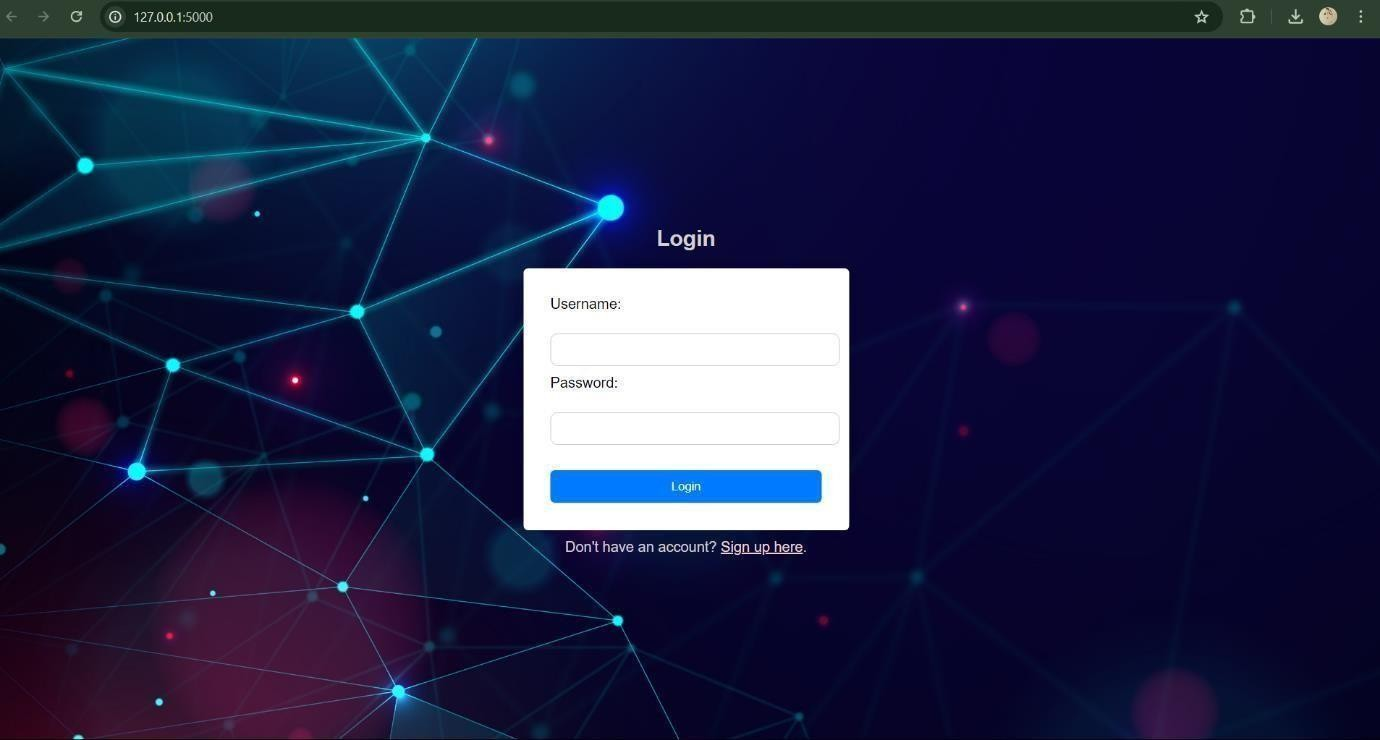 127.0.0.1:5000
Login
Username:
Password:
Login
Don't have an account? Sign up here.